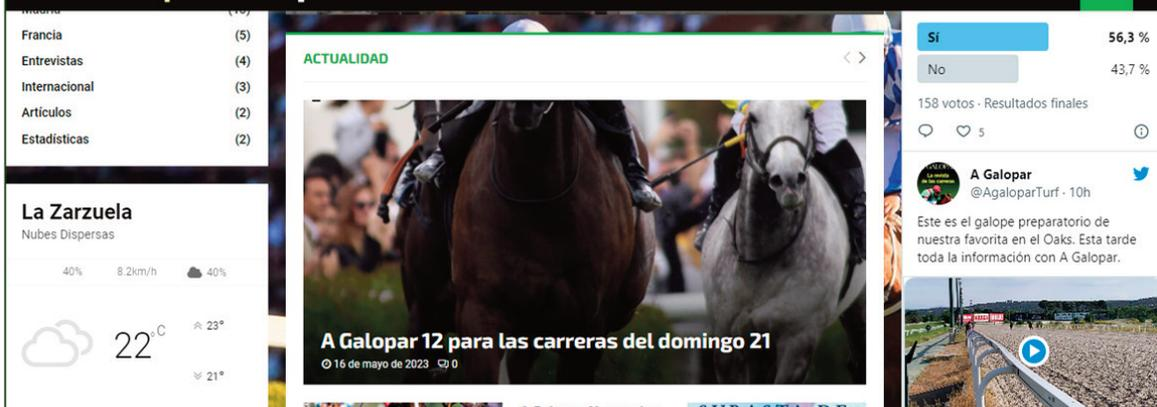 Francia (5)
Entrevistas (4)
Internacional (3)
Artículos (2)
Estadísticas (2)
La Zarzuela
Nubes Dispersas
40% 8.2km/h 40%
22°C
23°
21°
ACTUALIDAD
A Galopar 12 para las carreras del domingo 21
16 de mayo de 2023 0
Sí 56,3 %
No 43,7 %
158 votos · Resultados finales
5
A Galopar
@AgaloparTurf · 10h
Este es el galope preparatorio de
nuestra favorita en el Oaks. Esta tarde
toda la información con A Galopar.